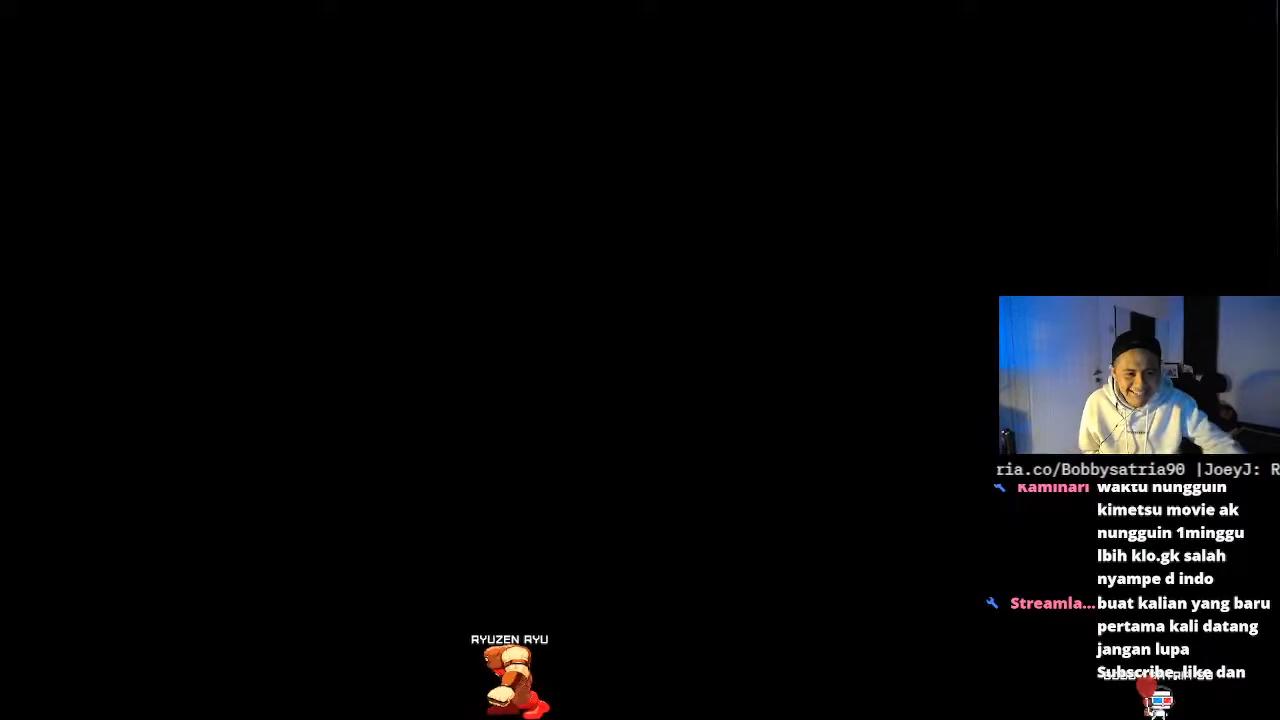 ria.co/Bobbysatria90 |JoeyJ: R
Kaminari waktu nungguin
kimetsu movie ak
nungguin 1minggu
lbih klo.gk salah
nyampe d indo
Streamla... buat kalian yang baru
pertama kali datang
jangan lupa
Subscribe, like dan
RYUZEN RYU